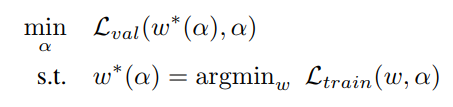 min α L_val(w*(α), α)
s.t. w*(α) = argmin_w L_train(w, α)